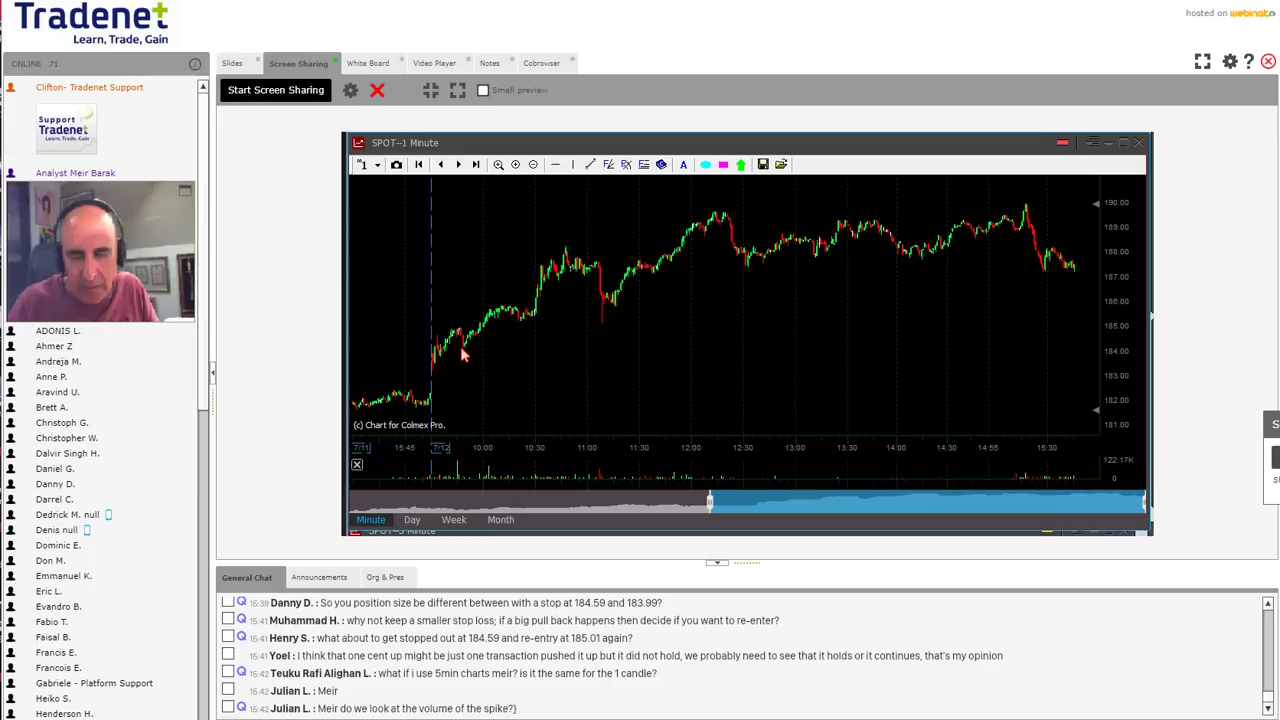 Tradenet
Learn, Trade, Gain
hosted on webinato
ONLINE 71
Slides
Screen Sharing
White Board
Video Player
Notes
Cobrowser
Clifton- Tradenet Support
Start Screen Sharing
Small preview
Support
Tradenet
Learn, Trade, Gain
Analyst Meir Barak
SPOT--1 Minute
1
A
190.00
189.00
188.00
187.00
186.00
185.00
184.00
183.00
182.00
181.00
(c) Chart for Colmex Pro.
7/11 15:45 7/12 10:00 10:30 11:00 11:30 12:00 12:30 13:00 13:30 14:00 14:55 15:30
122.17K
0
Minute Day Week Month
ADONIS L.
Ahmer Z
Andreja M.
Anne P.
Aravind U.
Brett A.
Christoph G.
Christopher W.
Dalvir Singh H.
Daniel G.
Danny D.
Darrel C.
Dedrick M. null
Denis null
Dominic E.
Don M.
Emmanuel K.
Eric L.
Evandro B.
Fabio T.
Faisal B.
Francis E.
Francois E.
Gabriele - Platform Support
Heiko S.
Henderson H.
General Chat
Announcements
Org & Pres
15:39 Danny D. : So you position size be different between with a stop at 184.59 and 183.99?
15:41 Muhammad H. : why not keep a smaller stop loss; if a big pull back happens then decide if you want to re-enter?
15:41 Henry S. : what about to get stopped out at 184.59 and re-entry at 185.01 again?
15:41 Yoel : I think that one cent up might be just one transaction pushed it up but it did not hold, we probably need to see that it holds or it continues, that's my opinion
15:42 Teuku Rafi Alighan L. : what if i use 5min charts meir? is it the same for the 1 candle?
15:42 Julian L. : Meir
15:42 Julian L. : Meir do we look at the volume of the spike?}